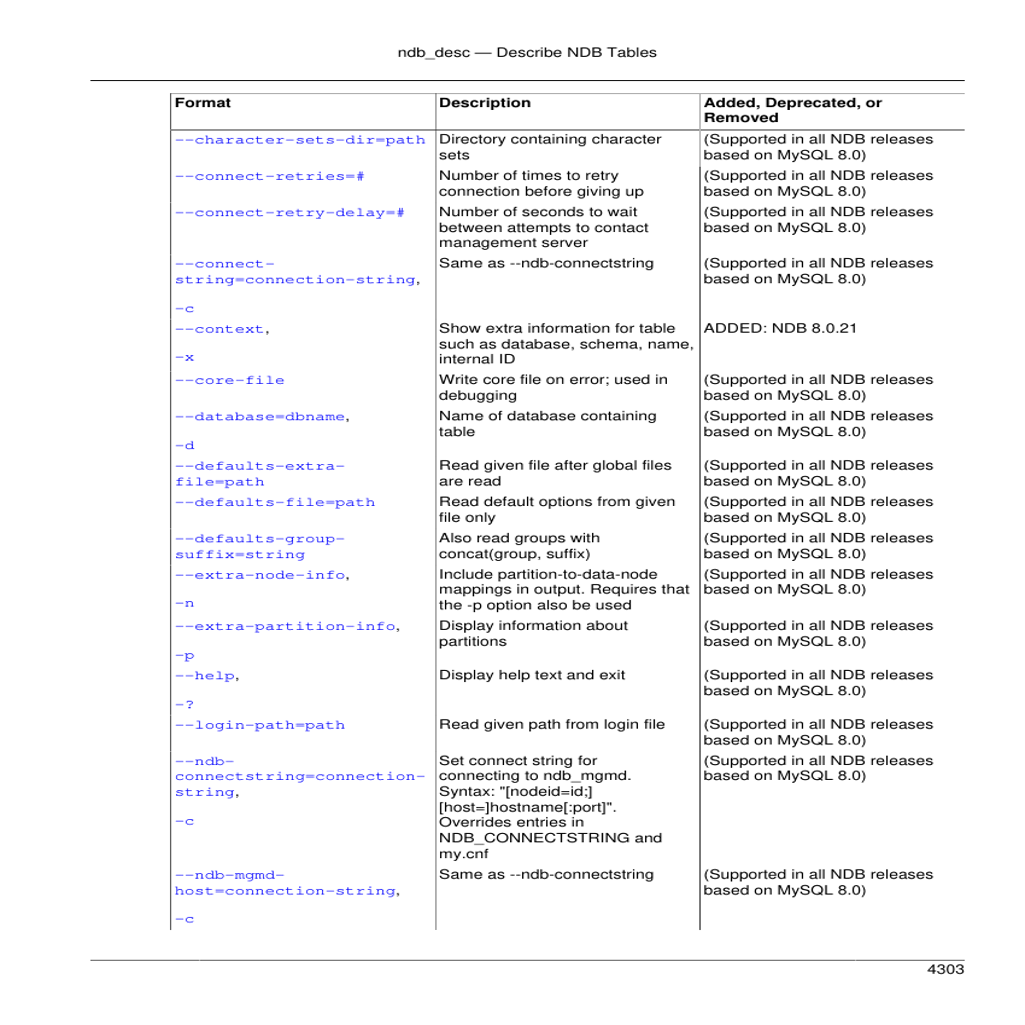 ndb_desc — Describe NDB Tables
Format
Description
Added, Deprecated, or
Removed
--character-sets-dir=path
Directory containing character
sets
(Supported in all NDB releases
based on MySQL 8.0)
--connect-retries=#
Number of times to retry
connection before giving up
(Supported in all NDB releases
based on MySQL 8.0)
--connect-retry-delay=#
Number of seconds to wait
between attempts to contact
management server
(Supported in all NDB releases
based on MySQL 8.0)
--connect-
string=connection-string,
-c
Same as --ndb-connectstring
(Supported in all NDB releases
based on MySQL 8.0)
--context,
-x
Show extra information for table
such as database, schema, name,
internal ID
ADDED: NDB 8.0.21
--core-file
Write core file on error; used in
debugging
(Supported in all NDB releases
based on MySQL 8.0)
--database=dbname,
-d
Name of database containing
table
(Supported in all NDB releases
based on MySQL 8.0)
--defaults-extra-
file=path
Read given file after global files
are read
(Supported in all NDB releases
based on MySQL 8.0)
--defaults-file=path
Read default options from given
file only
(Supported in all NDB releases
based on MySQL 8.0)
--defaults-group-
suffix=string
Also read groups with
concat(group, suffix)
(Supported in all NDB releases
based on MySQL 8.0)
--extra-node-info,
-n
Include partition-to-data-node
mappings in output. Requires that
the -p option also be used
(Supported in all NDB releases
based on MySQL 8.0)
--extra-partition-info,
-p
Display information about
partitions
(Supported in all NDB releases
based on MySQL 8.0)
--help,
-?
Display help text and exit
(Supported in all NDB releases
based on MySQL 8.0)
--login-path=path
Read given path from login file
(Supported in all NDB releases
based on MySQL 8.0)
--ndb-
connectstring=connection-
string,
-c
Set connect string for
connecting to ndb_mgmd.
Syntax: "[nodeid=id;]
[host=]hostname[:port]".
Overrides entries in
NDB_CONNECTSTRING and
my.cnf
(Supported in all NDB releases
based on MySQL 8.0)
--ndb-mgmd-
host=connection-string,
-c
Same as --ndb-connectstring
(Supported in all NDB releases
based on MySQL 8.0)
4303